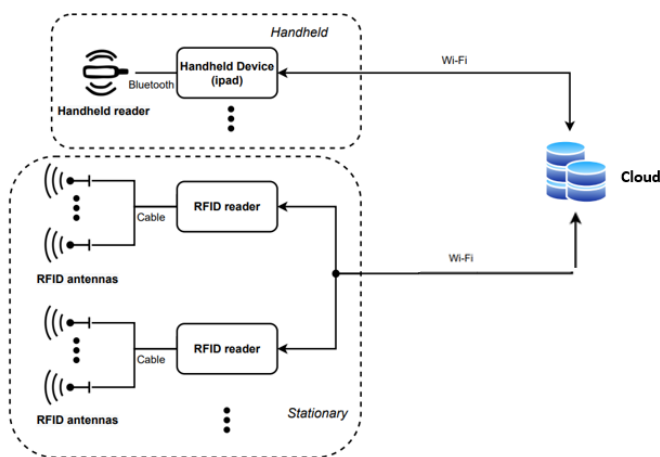 Handheld
Wi-Fi
Handheld Device
(ipad)
Bluetooth
Handheld reader
Cloud
RFID reader
Cable
RFID antennas
Wi-Fi
RFID reader
Cable
RFID antennas
Stationary